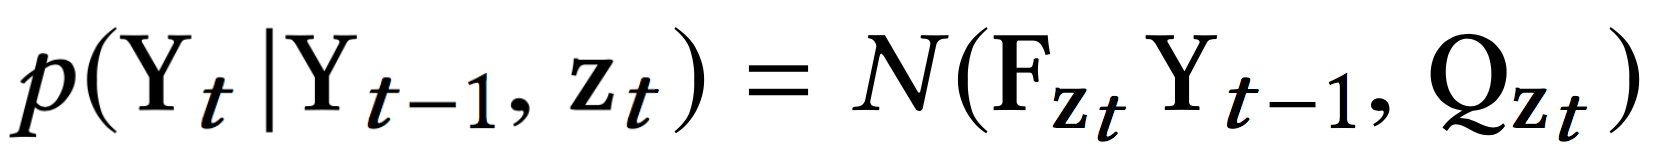 p(Y_t |Y_{t−1}, z_t) = N(F_{z_t} Y_{t−1}, Q_{z_t})